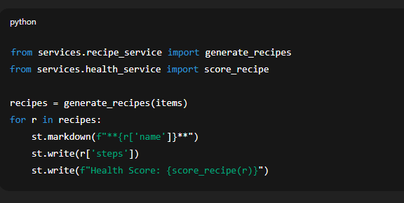 python
from services.recipe_service import generate_recipes
from services.health_service import score_recipe
recipes = generate_recipes(items)
for r in recipes:
    st.markdown(f"**{r['name']}**")
    st.write(r['steps'])
    st.write(f"Health Score: {score_recipe(r)}")